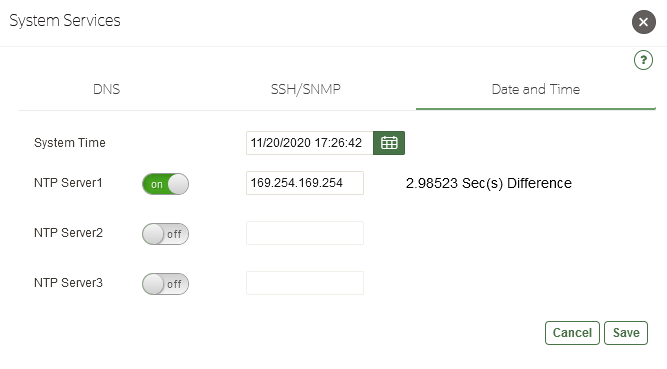 System Services
?
DNS SSH/SNMP Date and Time
System Time 11/20/2020 17:26:42
NTP Server1 on 169.254.169.254 2.98523 Sec(s) Difference
NTP Server2 off
NTP Server3 off
Cancel Save